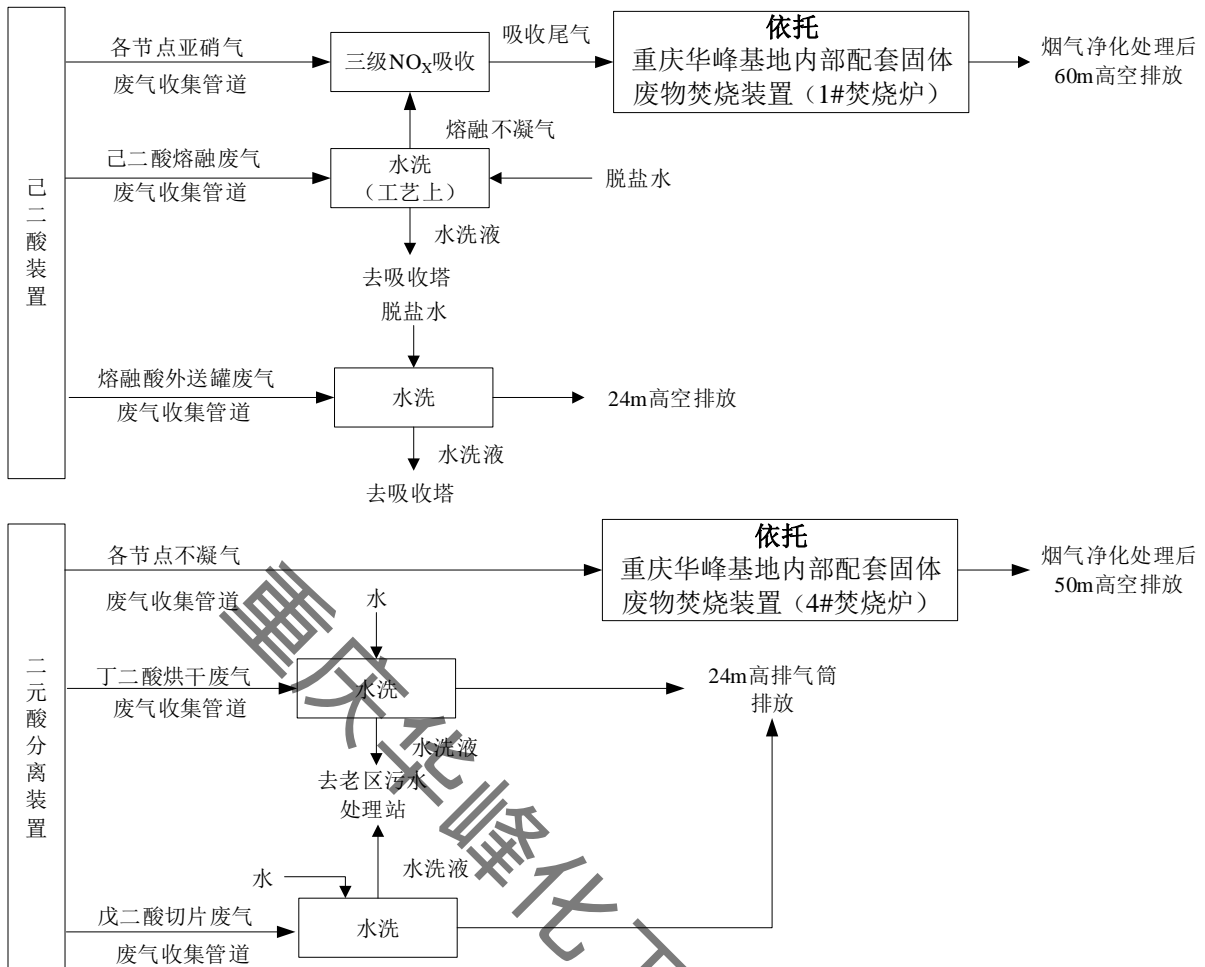 己二酸装置
各节点亚硝气
废气收集管道
三级NOX吸收
吸收尾气
依托
重庆华峰基地内部配套固体
废物焚烧装置（1#焚烧炉）
烟气净化处理后
60m高空排放
熔融不凝气
己二酸熔融废气
废气收集管道
水洗
（工艺上）
脱盐水
水洗液
去吸收塔
脱盐水
熔融酸外送罐废气
废气收集管道
水洗
24m高空排放
水洗液
去吸收塔
二元酸分离装置
各节点不凝气
废气收集管道
依托
重庆华峰基地内部配套固体
废物焚烧装置（4#焚烧炉）
烟气净化处理后
50m高空排放
水
丁二酸烘干废气
废气收集管道
水洗
24m高排气筒
排放
水洗液
去老区污水
处理站
水洗液
水
戊二酸切片废气
废气收集管道
水洗
重庆华峰化工